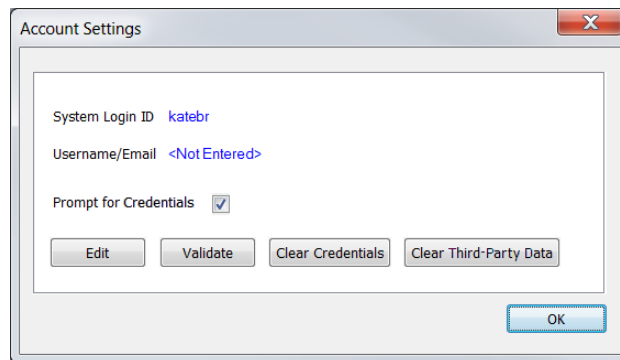 Account Settings
System Login ID katebr
Username/Email <Not Entered>
Prompt for Credentials
Edit Validate Clear Credentials Clear Third-Party Data
OK